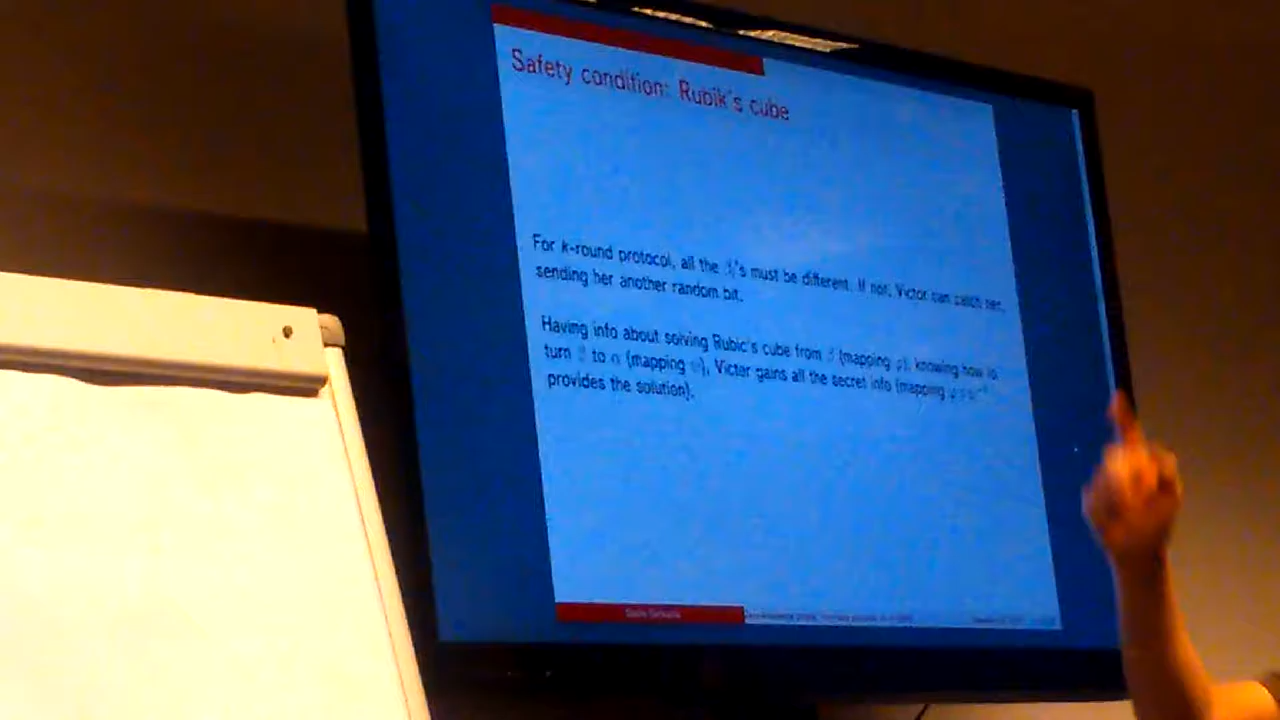 Safety condition: Rubik's cube
For k-round protocol, all the 's must be different. If not, Victor can catch her,
sending her another random bit.
Having info about solving Rubic's cube from (mapping ), knowing how to
turn to α (mapping ), Victor gains all the secret info (mapping
provides the solution).